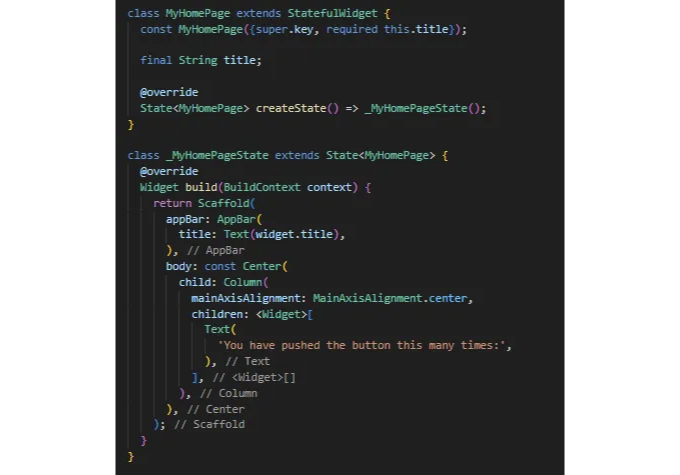 class MyHomePage extends StatefulWidget {
  const MyHomePage({super.key, required this.title});

  final String title;

  @override
  State<MyHomePage> createState() => _MyHomePageState();
}

class _MyHomePageState extends State<MyHomePage> {
  @override
  Widget build(BuildContext context) {
    return Scaffold(
      appBar: AppBar(
        title: Text(widget.title),
      ), // AppBar
      body: const Center(
        child: Column(
          mainAxisAlignment: MainAxisAlignment.center,
          children: <Widget>[
            Text(
              'You have pushed the button this many times:',
            ), // Text
          ], // <Widget>[]
        ), // Column
      ), // Center
    ); // Scaffold
  }
}